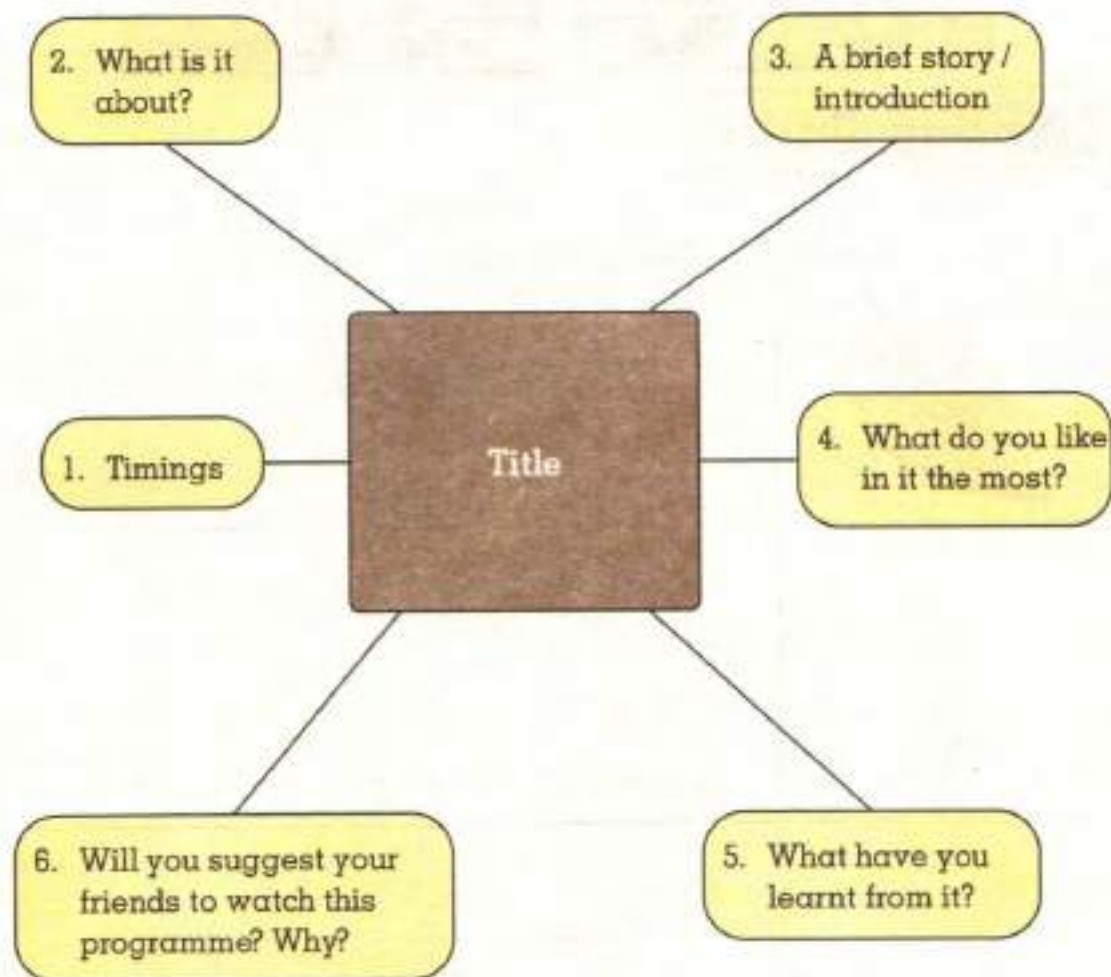 2. What is it
about?
3. A brief story /
introduction
1. Timings
Title
4. What do you like
in it the most?
6. Will you suggest your
friends to watch this
programme? Why?
5. What have you
learnt from it?